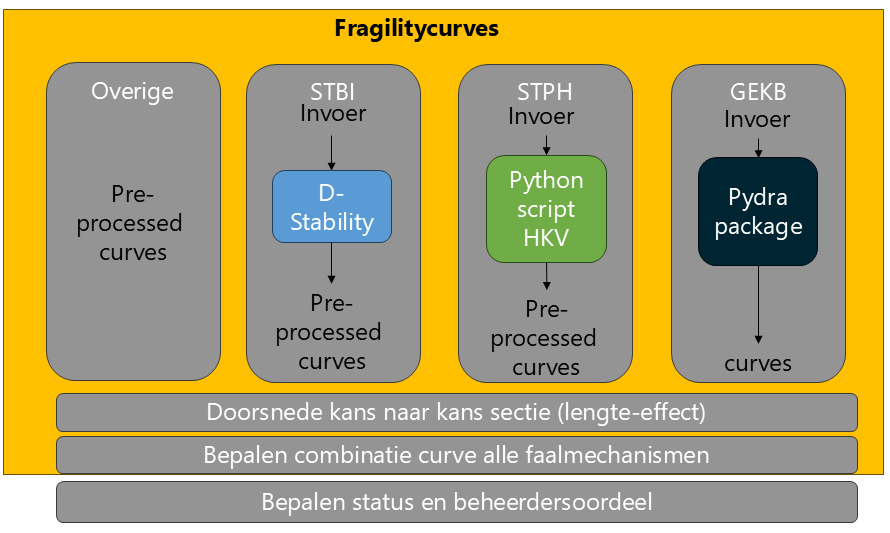 Fragilitycurves
Overige
Pre-
processed
curves
STBI
Invoer
D-
Stability
Pre-
processed
curves
STPH
Invoer
Python
script
HKV
Pre-
processed
curves
GEKB
Invoer
Pydra
package
curves
Doorsnede kans naar kans sectie (lengte-effect)
Bepalen combinatie curve alle faalmechanismen
Bepalen status en beheerdersoordeel